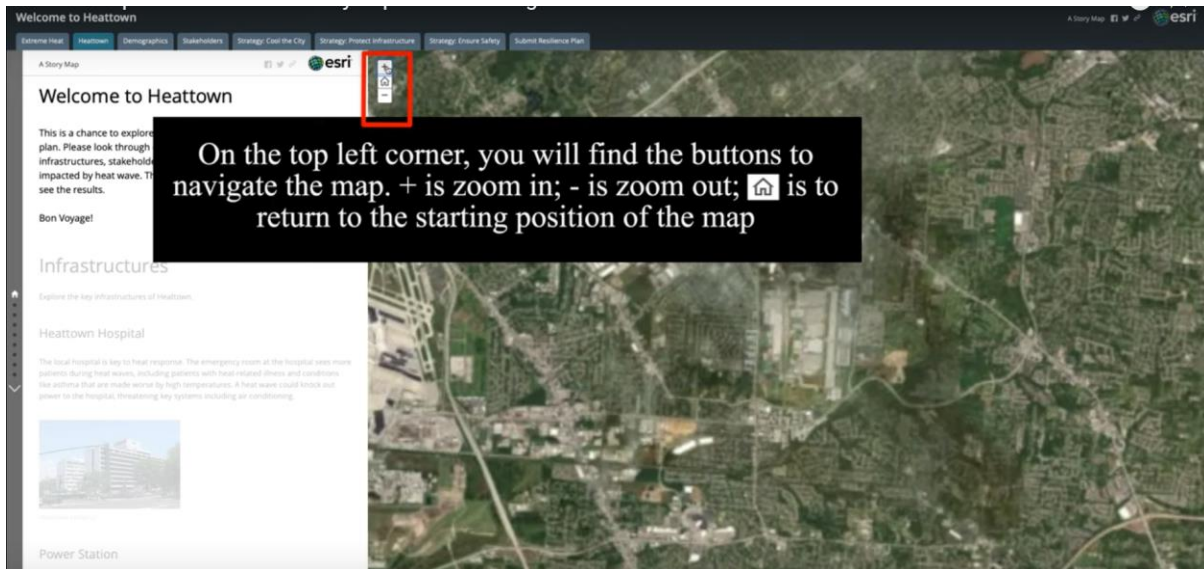 Welcome to Heattown
A Story Map
esri
Extreme Heat
Heattown
Demographics
Stakeholders
Strategy: Cool the City
Strategy: Protect Infrastructure
Strategy: Ensure Safety
Submit Resilience Plan
A Story Map
esri
Welcome to Heattown
This is a chance to explore
plan. Please look through
infrastructures, stakehold
impacted by heat wave. Th
see the results.
Bon Voyage!
On the top left corner, you will find the buttons to
navigate the map. + is zoom in; - is zoom out; is to
return to the starting position of the map
Infrastructures
Explore the key infrastructures of Heattown.
Heattown Hospital
The local hospital is key to heat response. The emergency room at the hospital sees more
patients during heat waves, including patients with heat-related illness and conditions
like asthma that are made worse by high temperatures. A heat wave could knock out
power to the hospital, threatening key systems including air conditioning.
Power Station